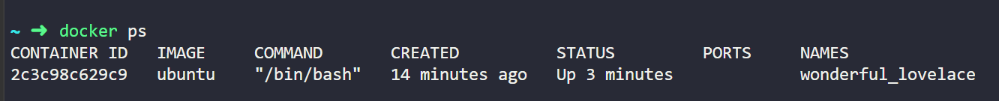 ~ ➜ docker ps
CONTAINER ID   IMAGE     COMMAND       CREATED          STATUS         PORTS     NAMES
2c3c98c629c9   ubuntu    "/bin/bash"   14 minutes ago   Up 3 minutes             wonderful_lovelace